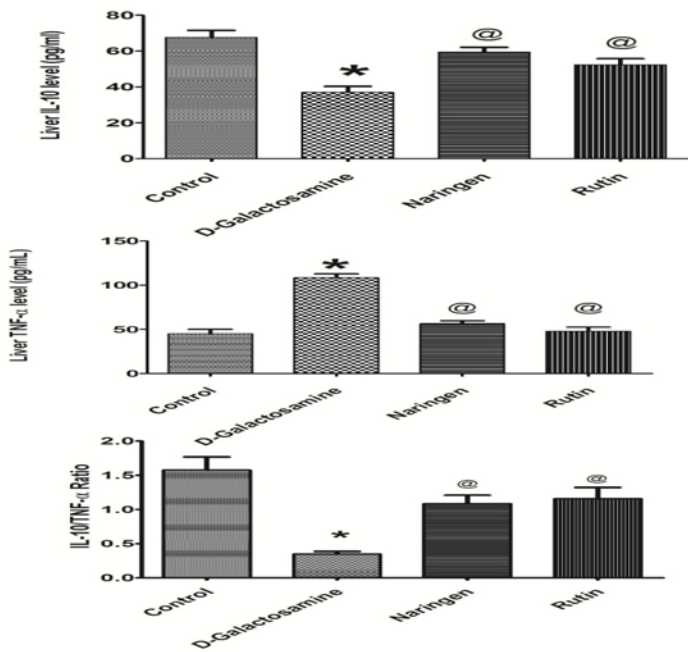 Liver IL-10 level (pg/ml)
80
60
40
20
0
*
@
@
Control
D-Galactosamine
Naringen
Rutin
Liver TNF-α level (pg/mL)
150
100
50
0
*
@
@
Control
D-Galactosamine
Naringen
Rutin
IL-10/TNF-α Ratio
2.0
1.5
1.0
0.5
0.0
*
@
@
Control
D-Galactosamine
Naringen
Rutin